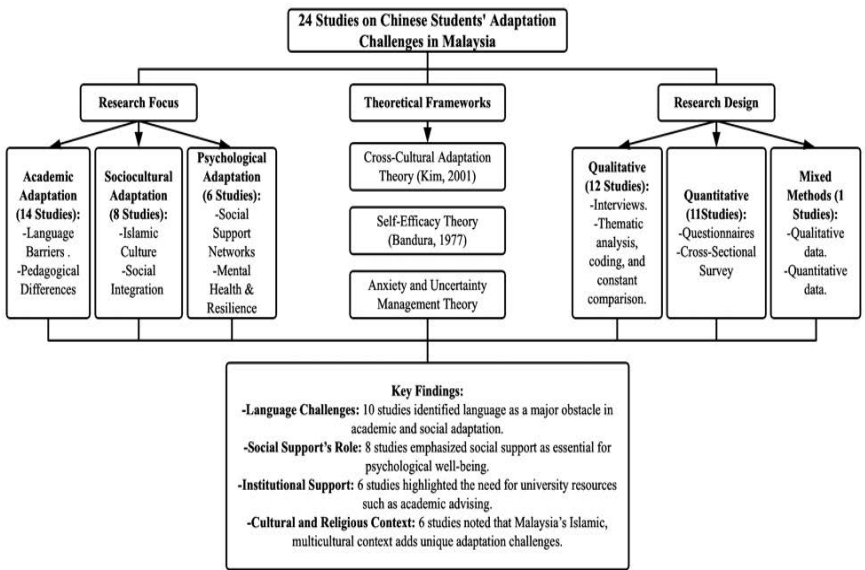 24 Studies on Chinese Students' Adaptation
Challenges in Malaysia
Research Focus
Theoretical Frameworks
Research Design
Academic
Adaptation
(14 Studies):
-Language
Barriers .
-Pedagogical
Differences
Sociocultural
Adaptation
(8 Studies):
-Islamic
Culture
-Social
Integration
Psychological
Adaptation
(6 Studies):
-Social
Support
Networks
-Mental
Health &
Resilience
Cross-Cultural Adaptation
Theory (Kim, 2001)
Self-Efficacy Theory
(Bandura, 1977)
Anxiety and Uncertainty
Management Theory
Qualitative
(12 Studies):
-Interviews.
-Thematic
analysis,
coding, and
constant
comparison.
Quantitative
(11Studies):
-Questionnaires
-Cross-Sectional
Survey
Mixed
Methods (1
Studies):
-Qualitative
data.
-Quantitative
data.
Key Findings:
-Language Challenges: 10 studies identified language as a major obstacle in
academic and social adaptation.
-Social Support's Role: 8 studies emphasized social support as essential for
psychological well-being.
-Institutional Support: 6 studies highlighted the need for university resources
such as academic advising.
-Cultural and Religious Context: 6 studies noted that Malaysia's Islamic,
multicultural context adds unique adaptation challenges.